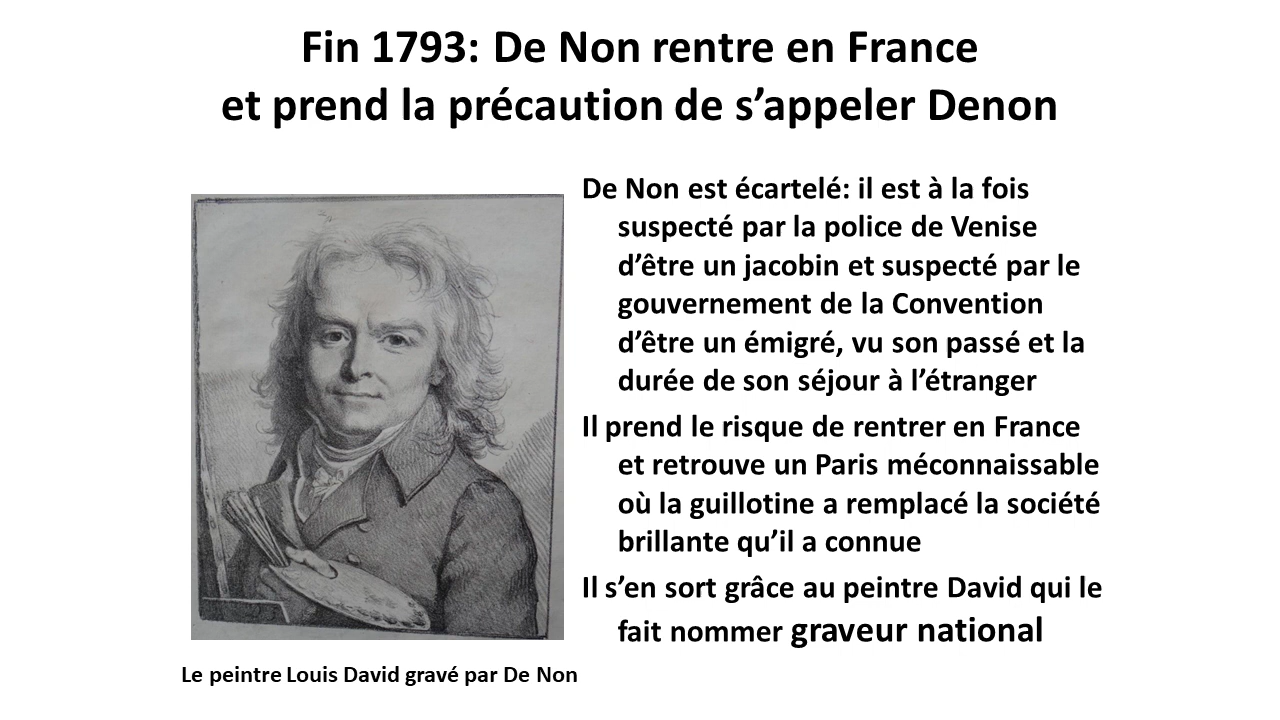 Fin 1793: De Non rentre en France
et prend la précaution de s’appeler Denon
De Non est écartelé: il est à la fois
suspecté par la police de Venise
d’être un jacobin et suspecté par le
gouvernement de la Convention
d’être un émigré, vu son passé et la
durée de son séjour à l’étranger
Il prend le risque de rentrer en France
et retrouve un Paris méconnaissable
où la guillotine a remplacé la société
brillante qu’il a connue
Il s’en sort grâce au peintre David qui le
fait nommer graveur national
Le peintre Louis David gravé par De Non